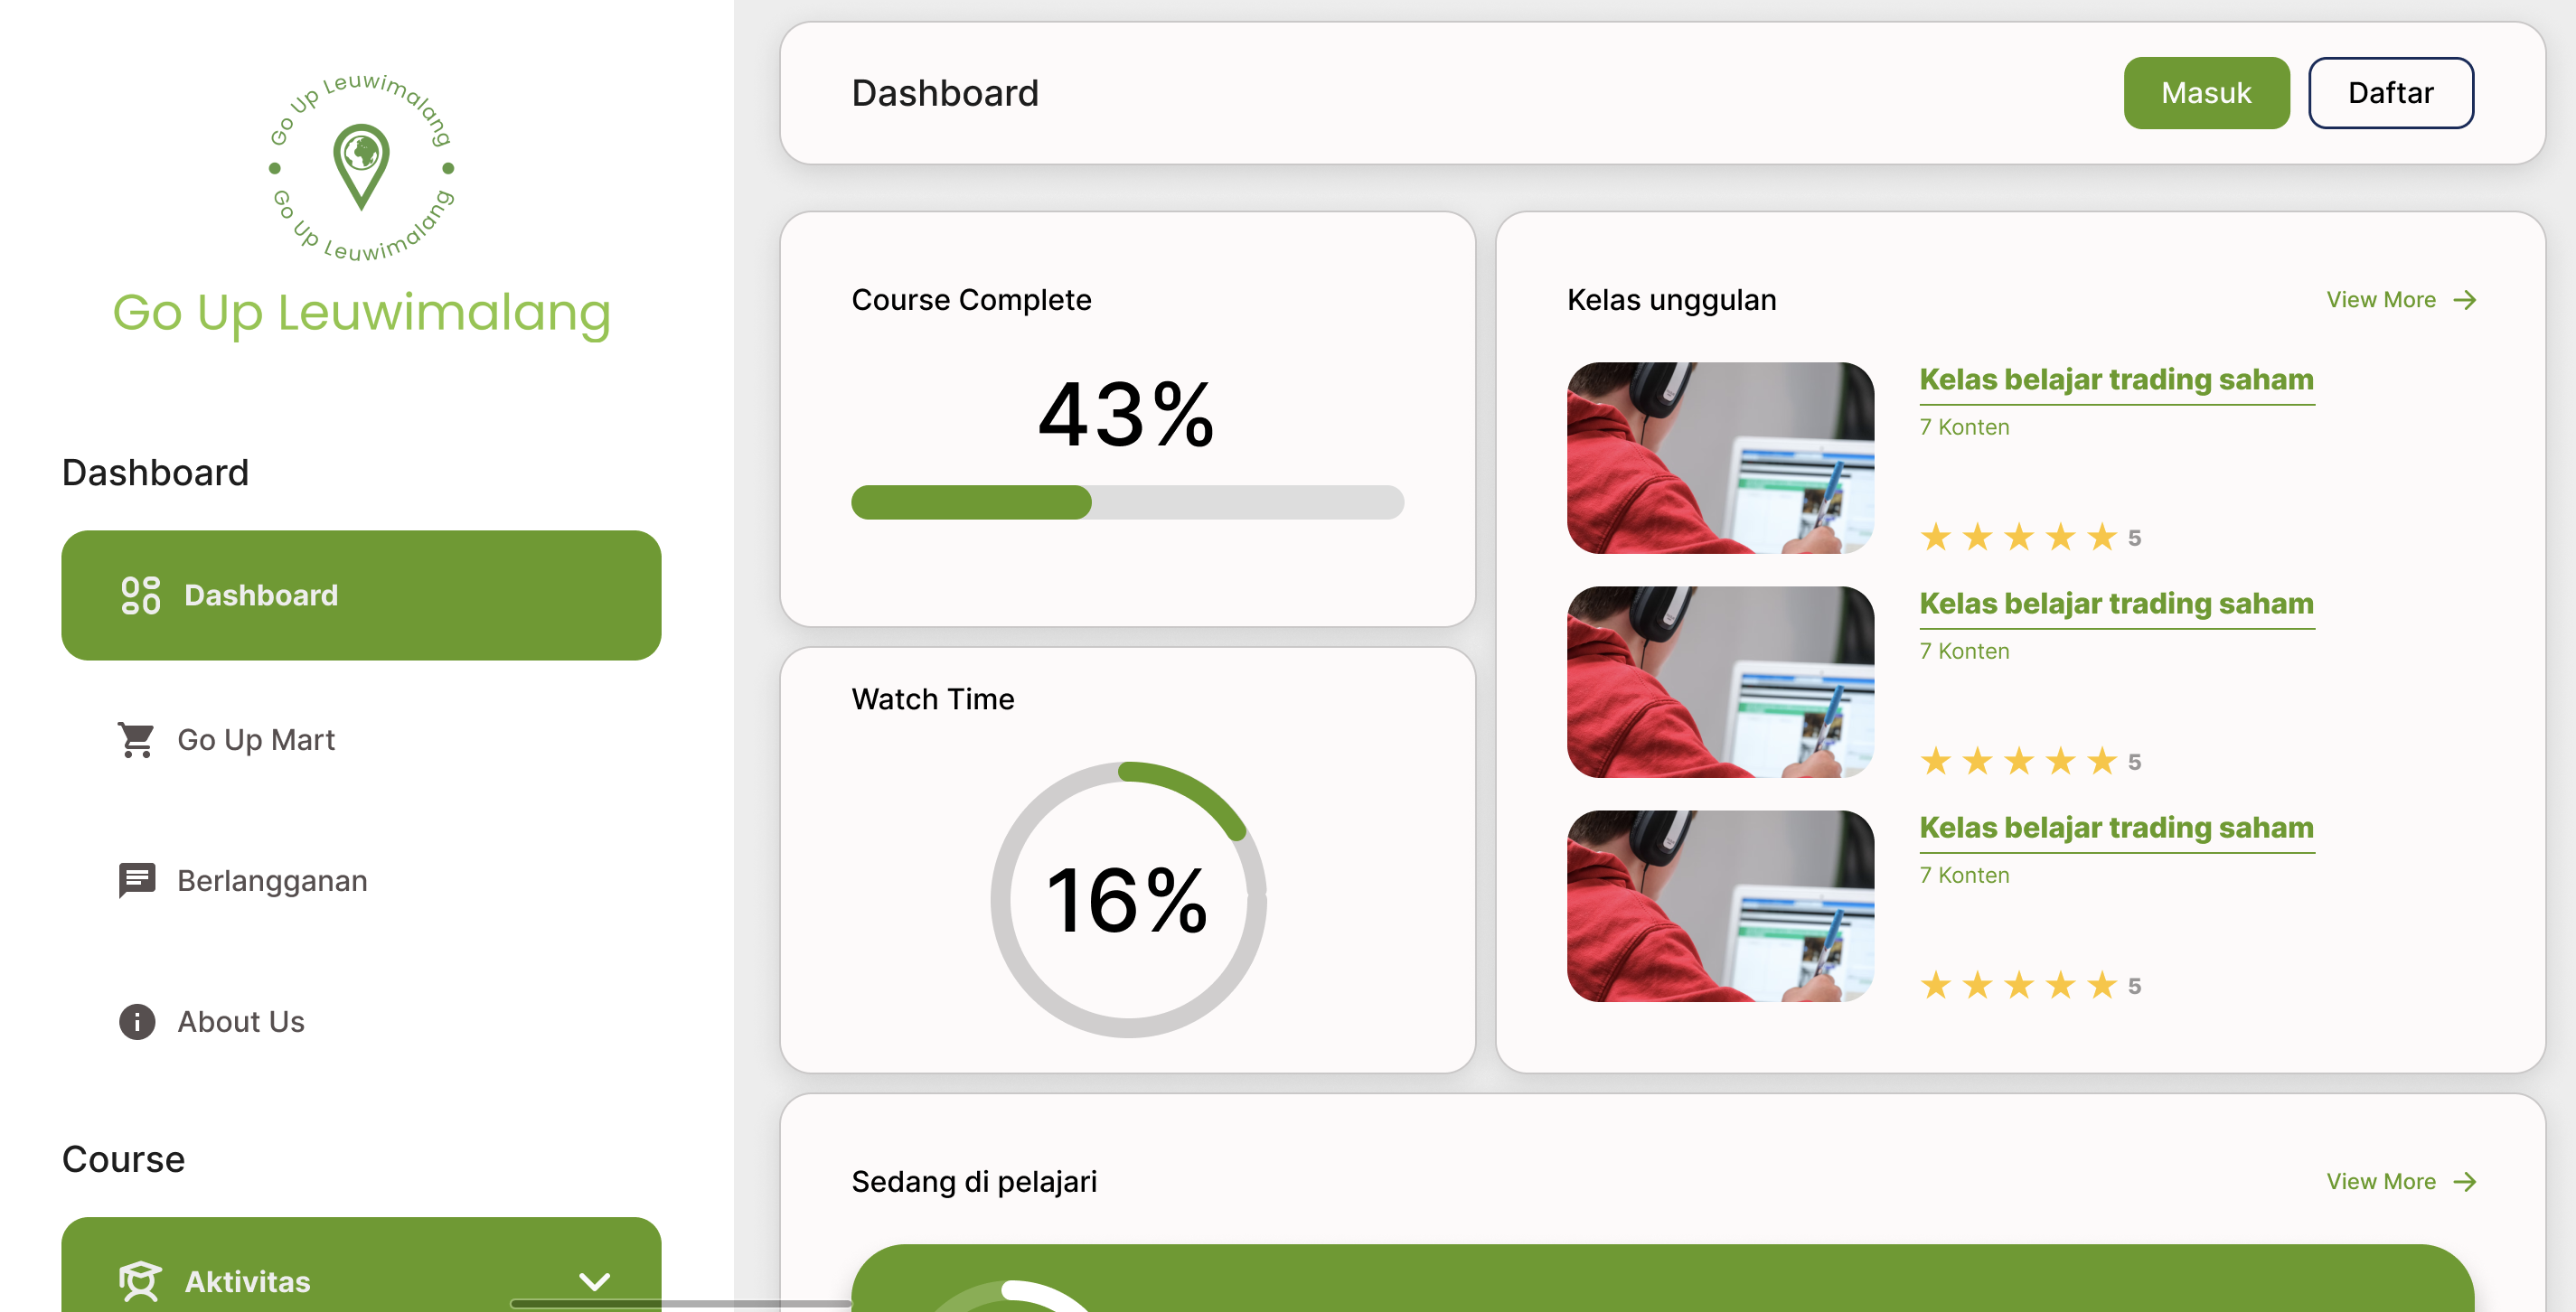 Go Up Leuwimalang
Go Up Leuwimalang
Go Up Leuwimalang
Dashboard
Dashboard
Go Up Mart
Berlangganan
About Us
Course
Aktivitas
Dashboard
Masuk
Daftar
Course Complete
43%
Watch Time
16%
Kelas unggulan
View More
Kelas belajar trading saham
7 Konten
5
Kelas belajar trading saham
7 Konten
5
Kelas belajar trading saham
7 Konten
5
Sedang di pelajari
View More